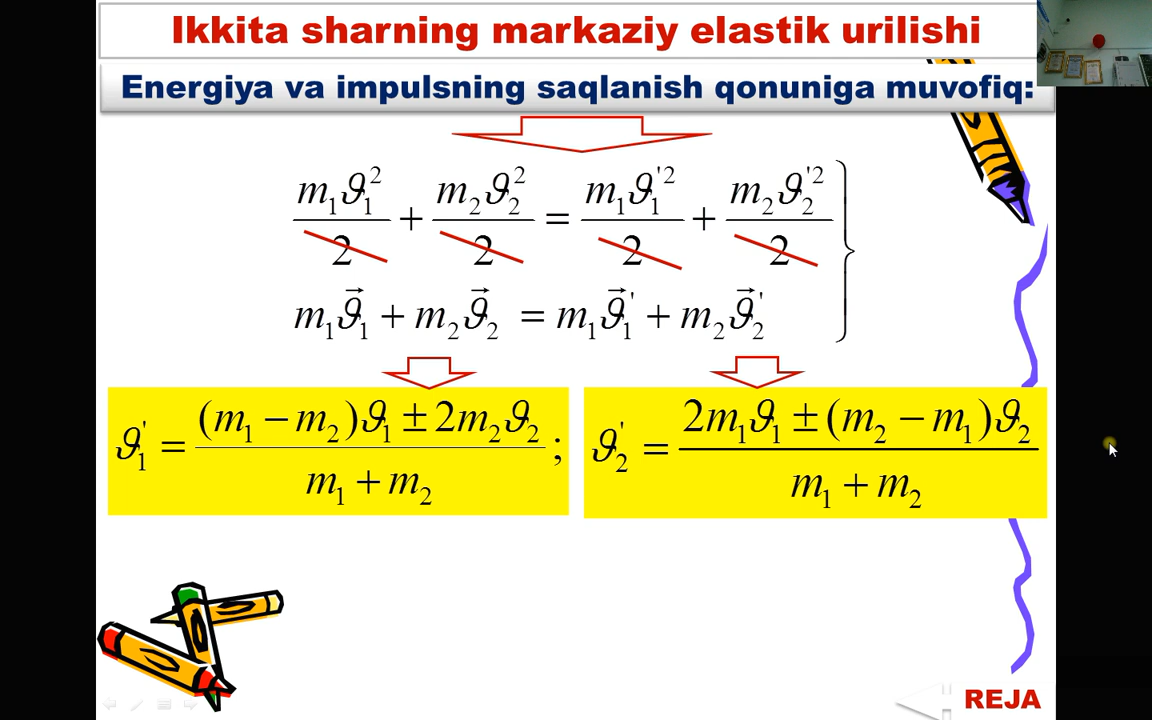 Ikkita sharning markaziy elastik urilishi
Energiya va impulsning saqlanish qonuniga muvofiq:
m₁ϑ₁²/2 + m₂ϑ₂²/2 = m₁ϑ₁'²/2 + m₂ϑ₂'²/2
m₁ϑ⃗₁ + m₂ϑ⃗₂ = m₁ϑ⃗₁' + m₂ϑ⃗₂'
ϑ₁' = ((m₁ − m₂)ϑ₁ ± 2m₂ϑ₂)/(m₁ + m₂) ;
ϑ₂' = (2m₁ϑ₁ ± (m₂ − m₁)ϑ₂)/(m₁ + m₂)
REJA